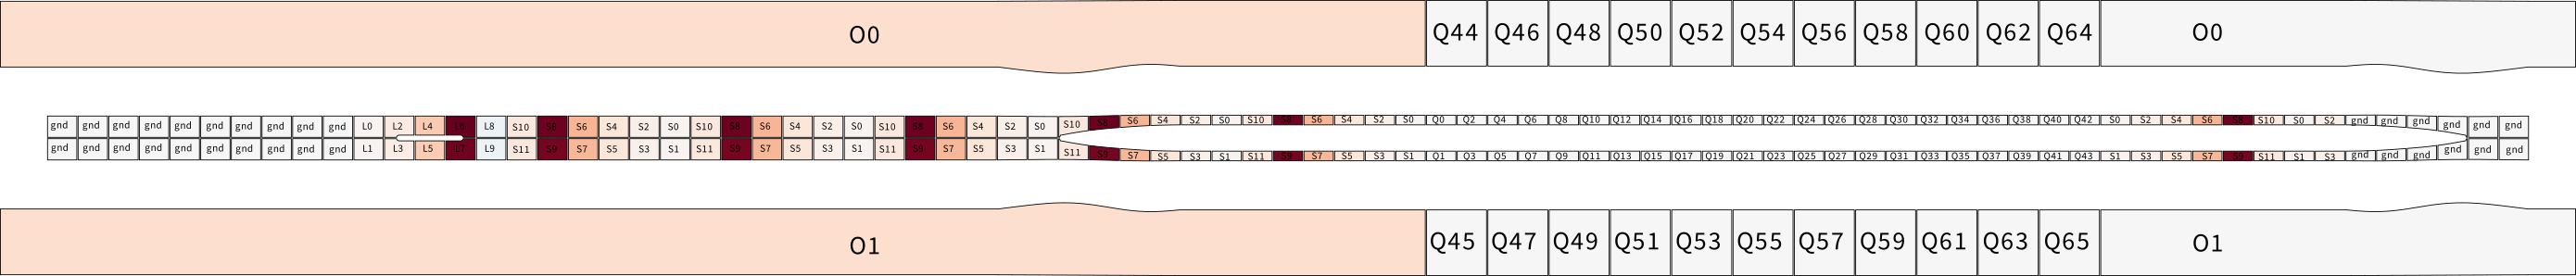 O0 Q44 Q46 Q48 Q50 Q52 Q54 Q56 Q58 Q60 Q62 Q64 O0
gnd gnd gnd gnd gnd gnd gnd gnd gnd gnd L0 L2 L4 L6 L8 S10 S8 S6 S4 S2 S0 S10 S8 S6 S4 S2 S0 S10 S8 S6 S4 S2 S0 S10 S8 S6 S4 S2 S0 S10 S8 S6 S4 S2 S0 Q0 Q2 Q4 Q6 Q8 Q10 Q12 Q14 Q16 Q18 Q20 Q22 Q24 Q26 Q28 Q30 Q32 Q34 Q36 Q38 Q40 Q42 S0 S2 S4 S6 S8 S10 S0 S2 gnd gnd gnd gnd gnd gnd
gnd gnd gnd gnd gnd gnd gnd gnd gnd gnd L1 L3 L5 L7 L9 S11 S9 S7 S5 S3 S1 S11 S9 S7 S5 S3 S1 S11 S9 S7 S5 S3 S1 S11 S9 S7 S5 S3 S1 S11 S9 S7 S5 S3 S1 Q1 Q3 Q5 Q7 Q9 Q11 Q13 Q15 Q17 Q19 Q21 Q23 Q25 Q27 Q29 Q31 Q33 Q35 Q37 Q39 Q41 Q43 S1 S3 S5 S7 S9 S11 S1 S3 gnd gnd gnd gnd gnd gnd
O1 Q45 Q47 Q49 Q51 Q53 Q55 Q57 Q59 Q61 Q63 Q65 O1